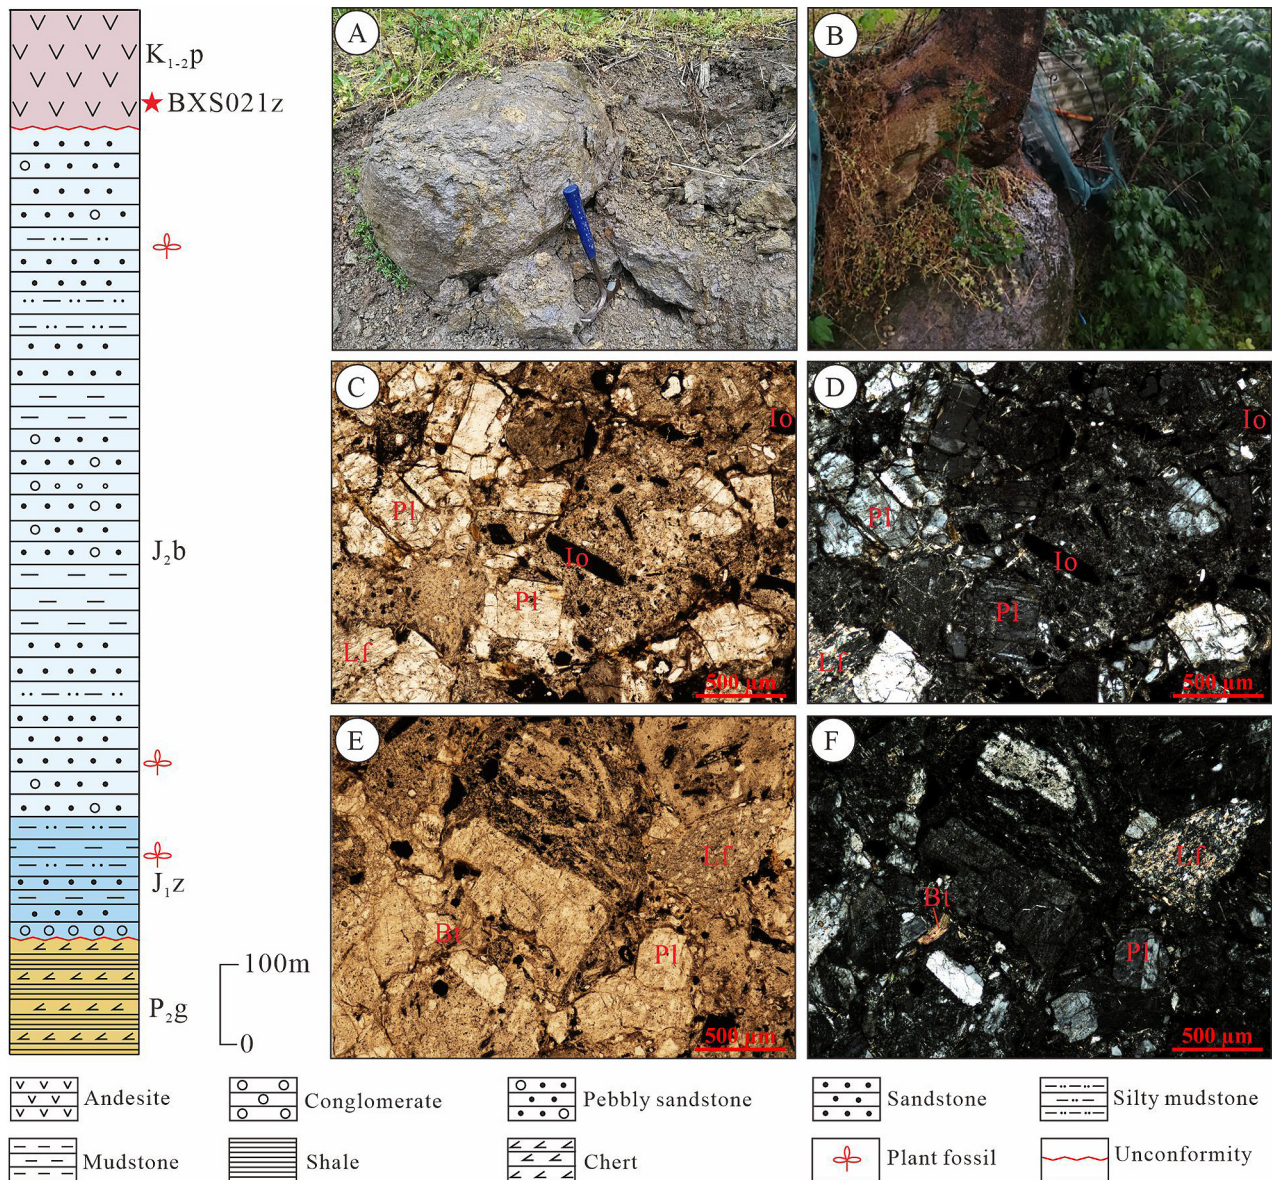 K₁₋₂p
BXS021z
J₂b
J₁z
P₂g
100m
0
A
B
C
Pl
Io
Pl
Lf
500 μm
D
Io
Pl
Io
Pl
Lf
500 μm
E
Lf
Bt
Pl
500 μm
F
Lf
Bt
Pl
500 μm
Andesite
Conglomerate
Pebbly sandstone
Sandstone
Silty mudstone
Mudstone
Shale
Chert
Plant fossil
Unconformity